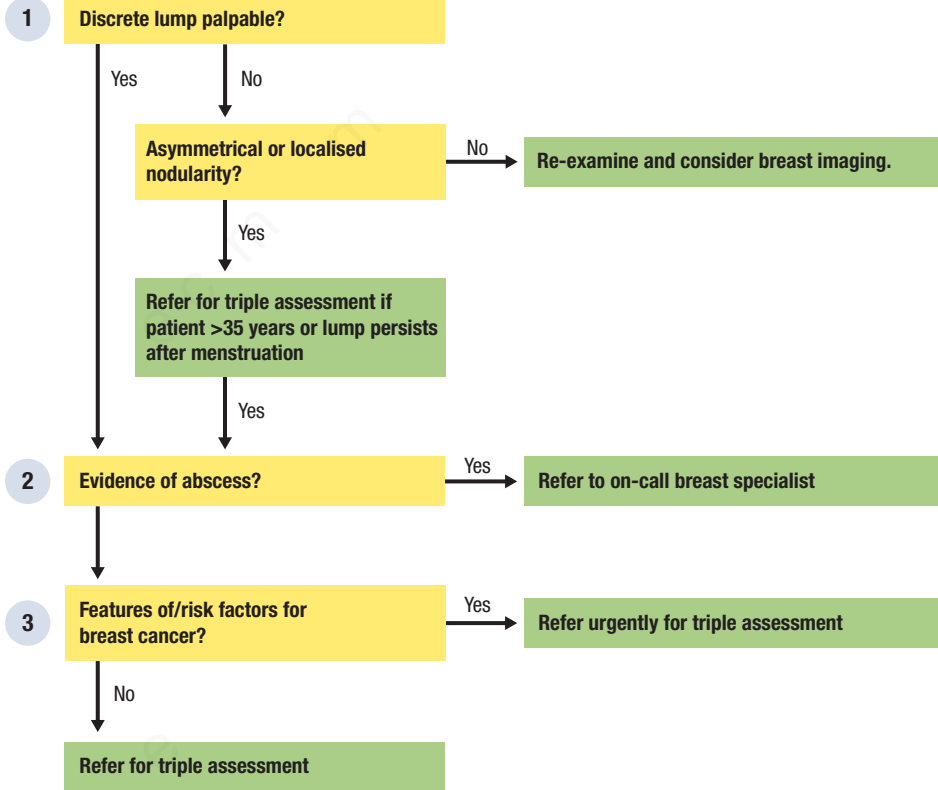 1
Discrete lump palpable?
Yes
No
Asymmetrical or localised
nodularity?
No
Re-examine and consider breast imaging.
Yes
Refer for triple assessment if
patient >35 years or lump persists
after menstruation
Yes
2
Evidence of abscess?
Yes
Refer to on-call breast specialist
3
Features of/risk factors for
breast cancer?
Yes
Refer urgently for triple assessment
No
Refer for triple assessment